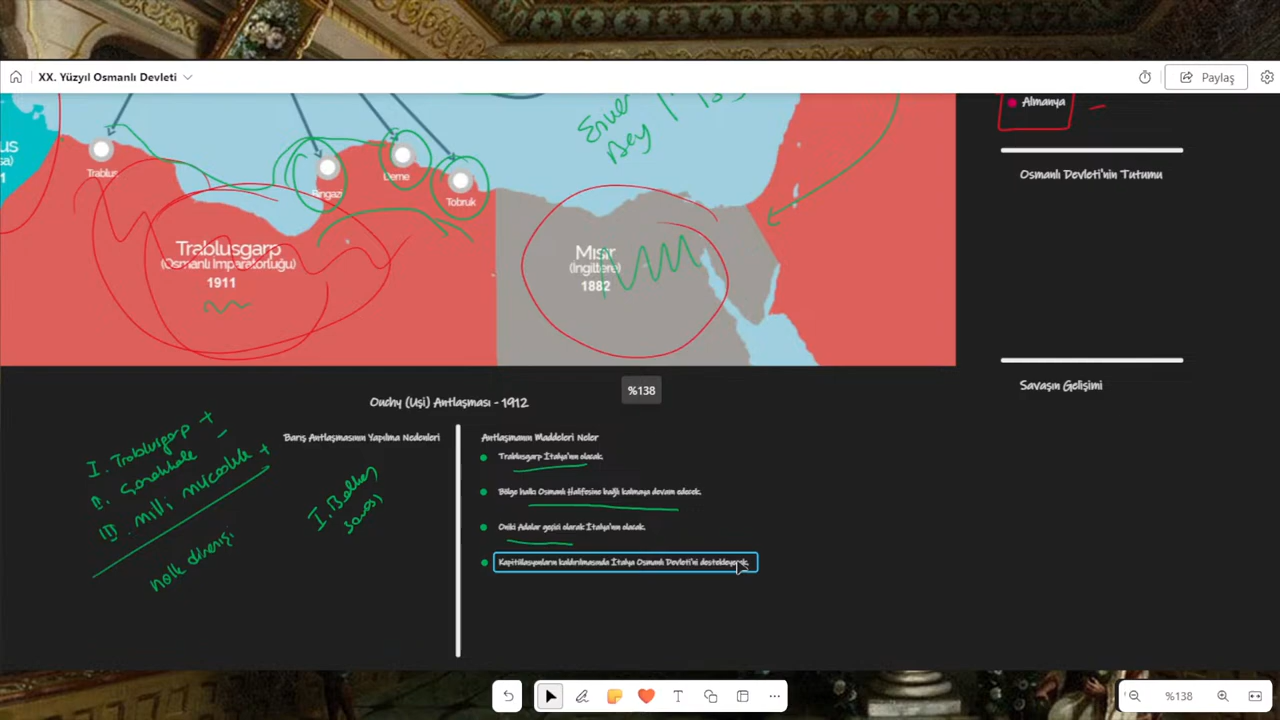 XX. Yüzyıl Osmanlı Devleti
Paylaş
Almanya
Enver
Bey
Trablus
Bingazi
Derne
Tobruk
Osmanlı Devleti'nin Tutumu
Trablusgarp
(Osmanlı İmparatorluğu)
1911
Mısır
(İngiltere)
1882
Savaşın Gelişimi
%138
Ouchy (Uşi) Antlaşması - 1912
Barış Antlaşmasının Yapılma Nedenleri
Antlaşmanın Maddeleri Neler
Trablusgarp İtalya'nın olacak.
Bölge halkı Osmanlı Halifesine bağlı kalmaya devam edecek.
Oniki Adalar geçici olarak İtalya'nın olacak.
Kapitülasyonların kaldırılmasında İtalya Osmanlı Devleti'ni destekleyecek.
I. Trablusgarp +
II. Çanakkale -
III. Milli mücadele +
halk direnişi
I. Balkan
Savaşı
%138